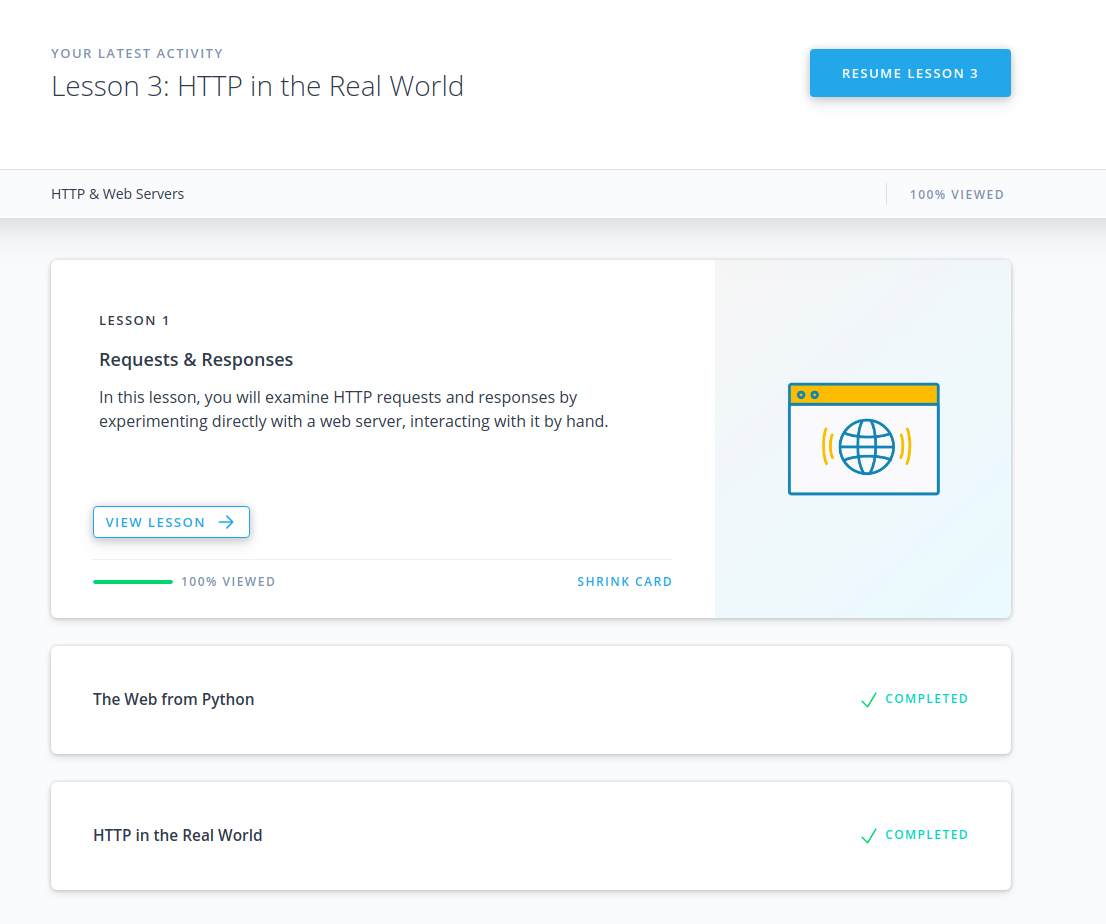 YOUR LATEST ACTIVITY
Lesson 3: HTTP in the Real World
RESUME LESSON 3
HTTP & Web Servers
100% VIEWED
LESSON 1
Requests & Responses
In this lesson, you will examine HTTP requests and responses by
experimenting directly with a web server, interacting with it by hand.
VIEW LESSON
100% VIEWED
SHRINK CARD
The Web from Python
COMPLETED
HTTP in the Real World
COMPLETED